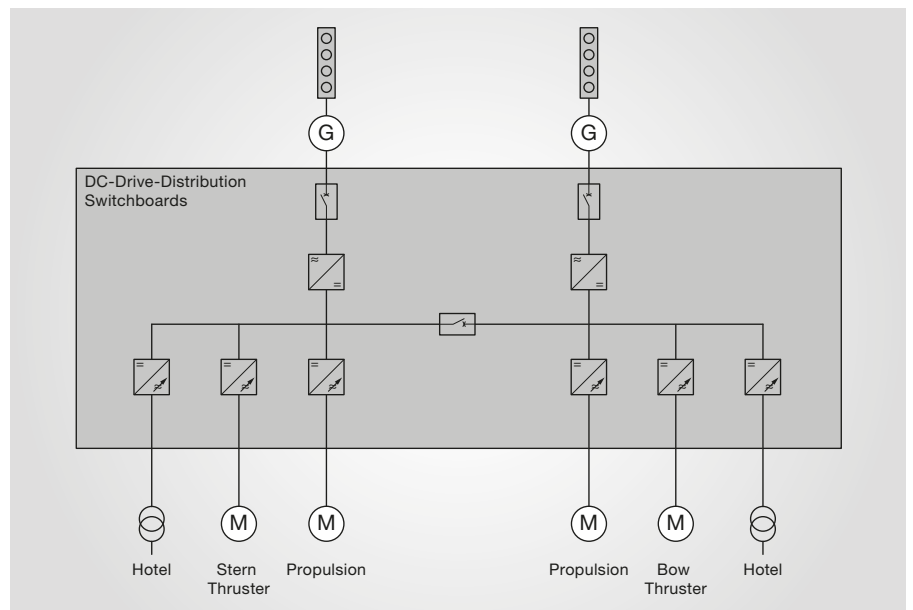 G
G
DC-Drive-Distribution
Switchboards
M
M
M
M
Hotel
Stern
Thruster
Propulsion
Propulsion
Bow
Thruster
Hotel